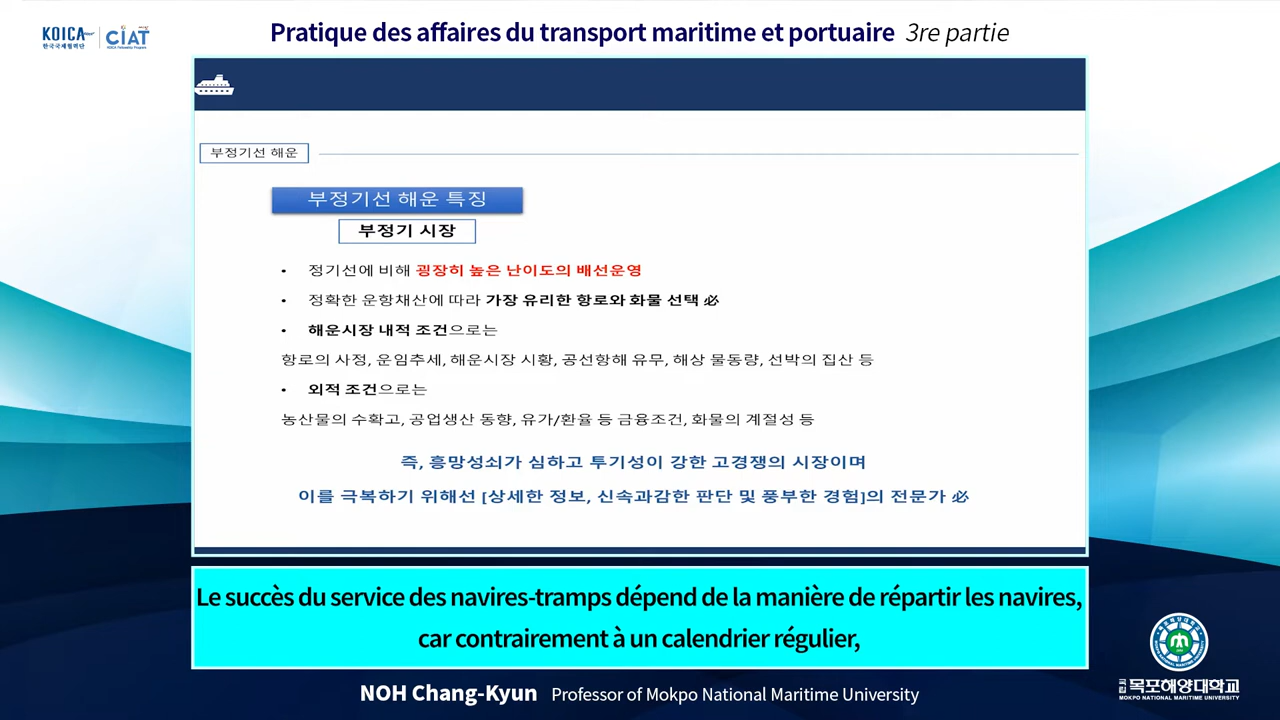 KOICA
한국국제협력단
CIAT
KOICA Fellowship Program
Pratique des affaires du transport maritime et portuaire 3re partie
부정기선 해운
부정기선 해운 특징
부정기 시장
• 정기선에 비해 굉장히 높은 난이도의 배선운영
• 정확한 운항채산에 따라 가장 유리한 항로와 화물 선택 必
• 해운시장 내적 조건으로는
항로의 사정, 운임추세, 해운시장 시황, 공선항해 유무, 해상 물동량, 선박의 집산 등
• 외적 조건으로는
농산물의 수확고, 공업생산 동향, 유가/환율 등 금융조건, 화물의 계절성 등
즉, 흥망성쇠가 심하고 투기성이 강한 고경쟁의 시장이며
이를 극복하기 위해선 [상세한 정보, 신속과감한 판단 및 풍부한 경험]의 전문가 必
Le succès du service des navires-tramps dépend de la manière de répartir les navires,
car contrairement à un calendrier régulier,
NOH Chang-Kyun Professor of Mokpo National Maritime University
국립 목포해양대학교
MOKPO NATIONAL MARITIME UNIVERSITY